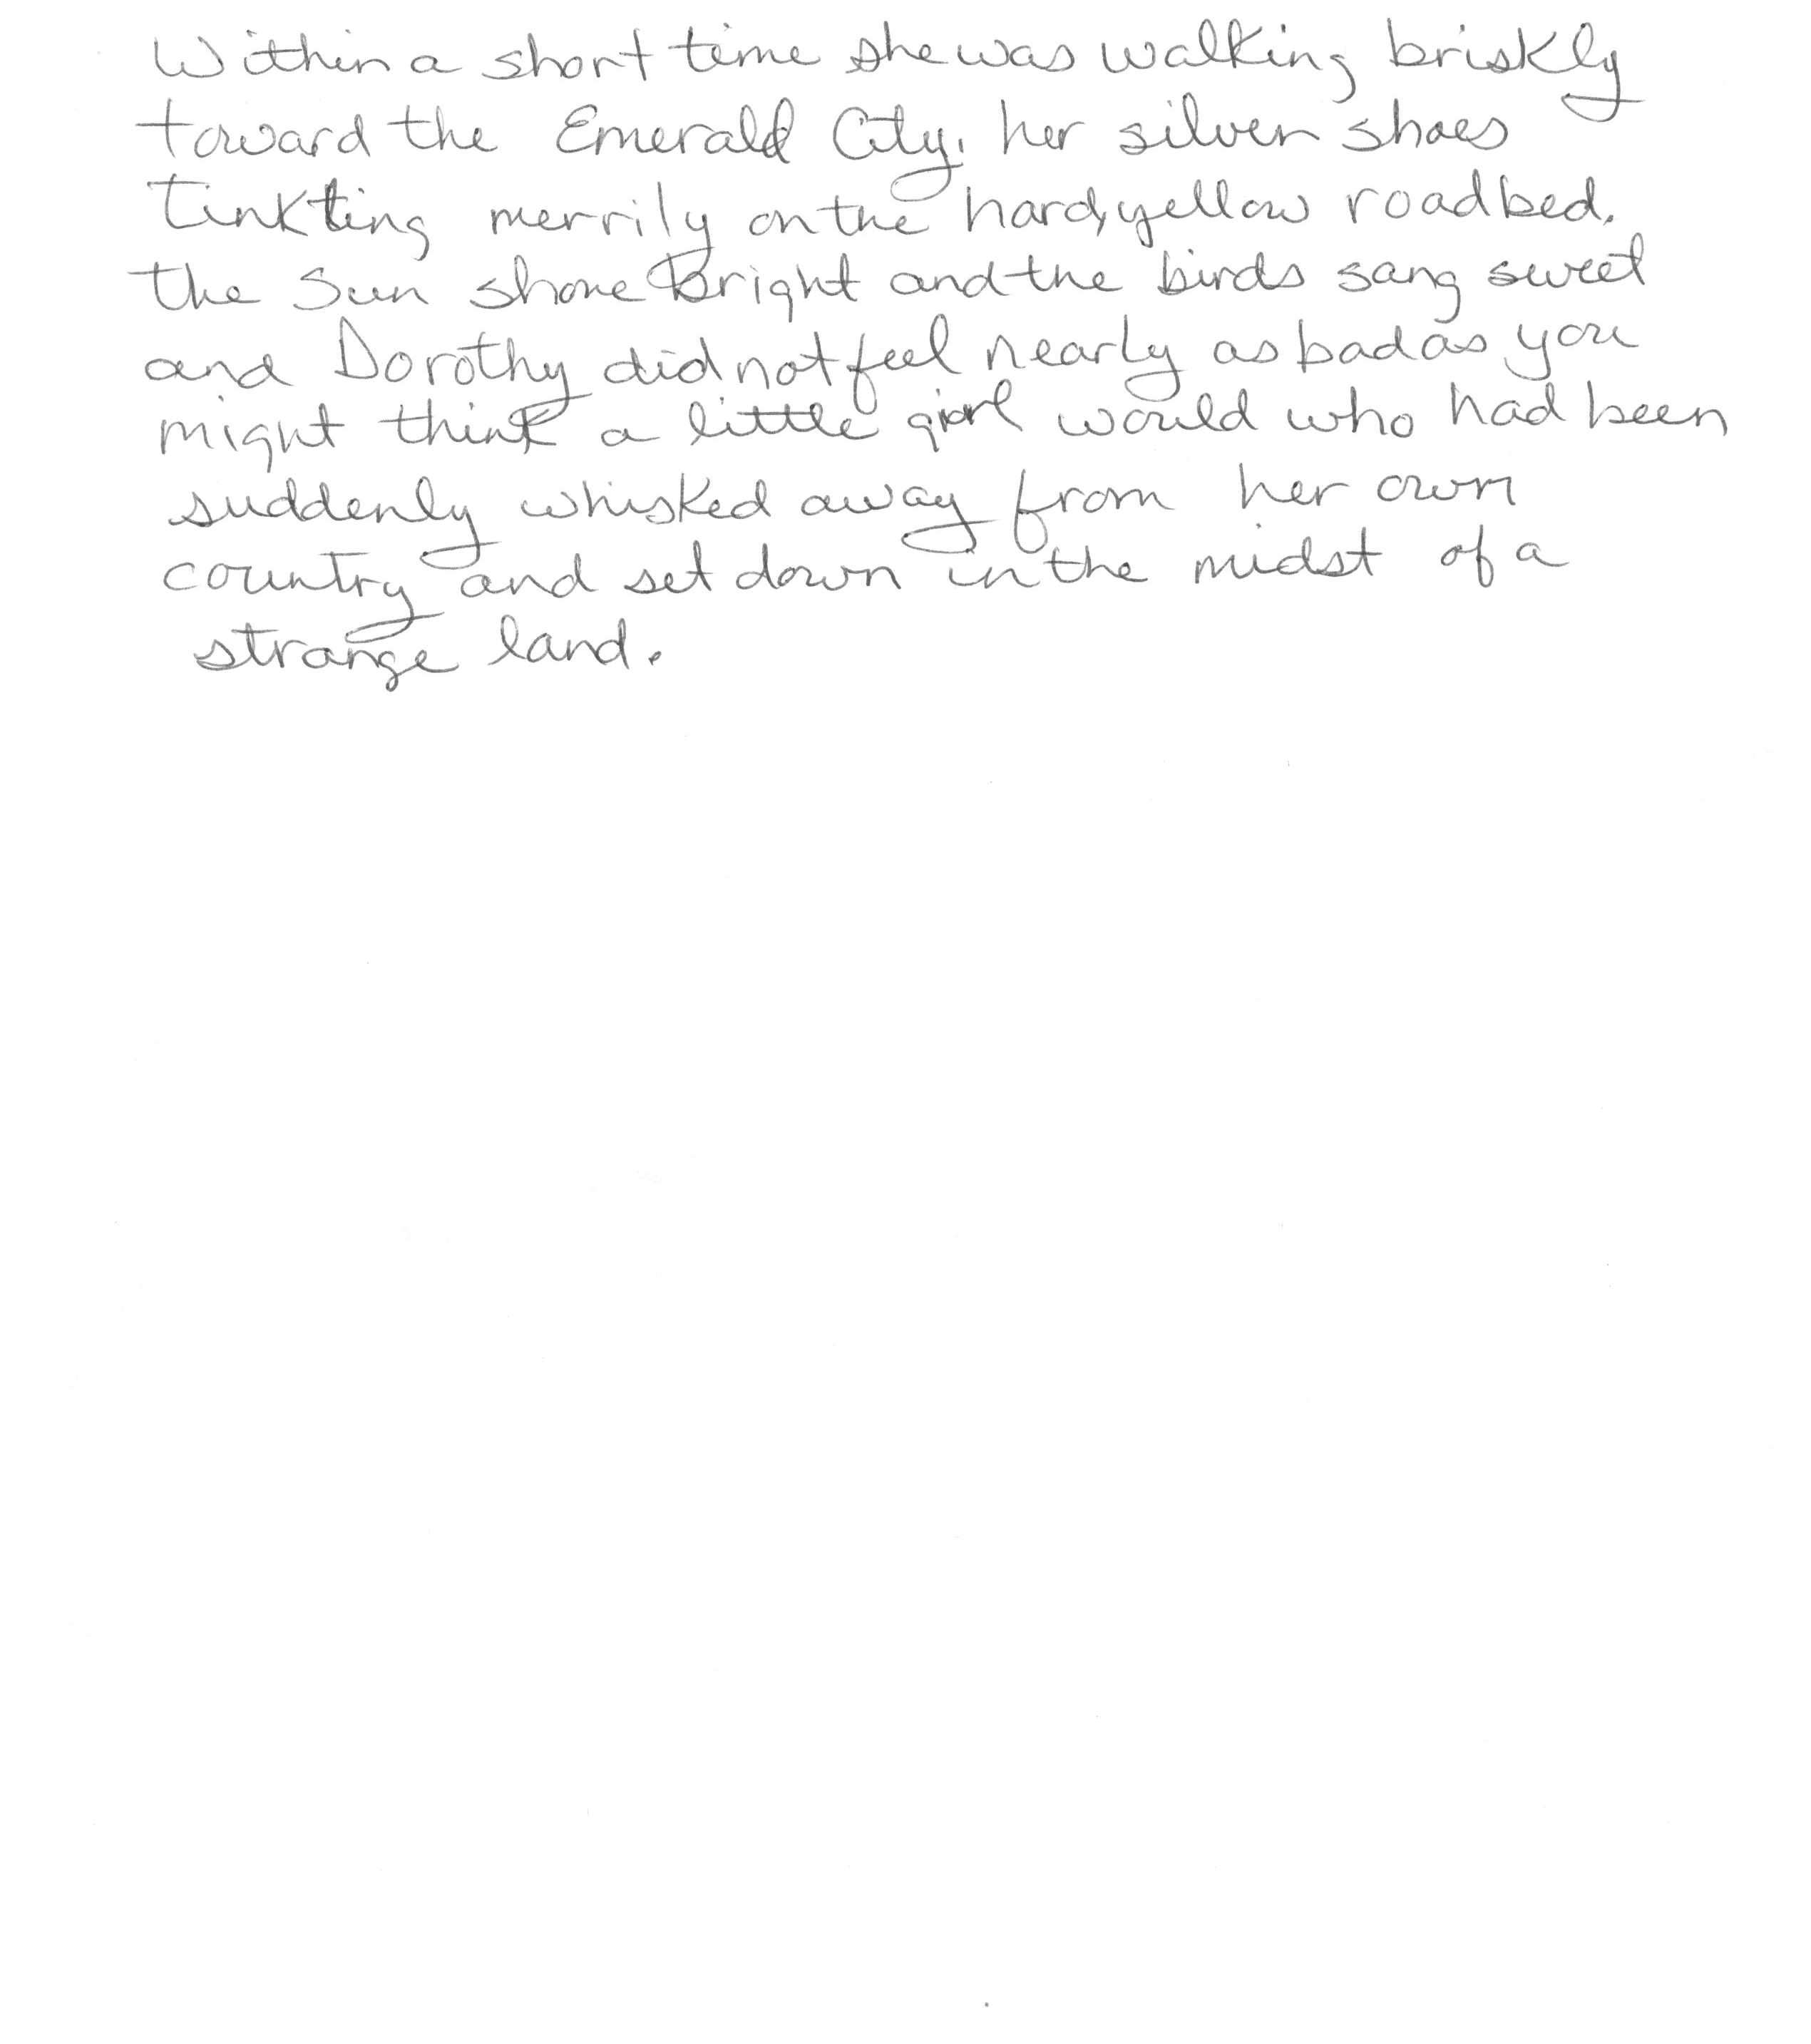 Within a short time she was walking briskly
toward the Emerald City, her silver shoes
Tinkling merrily on the hard, yellow roadbed.
The sun shone bright and the birds sang sweet
and Dorothy did not feel nearly as bad as you
might think a little girl would who had been
suddenly whisked away from her own
country and set down in the midst of a
strange land.